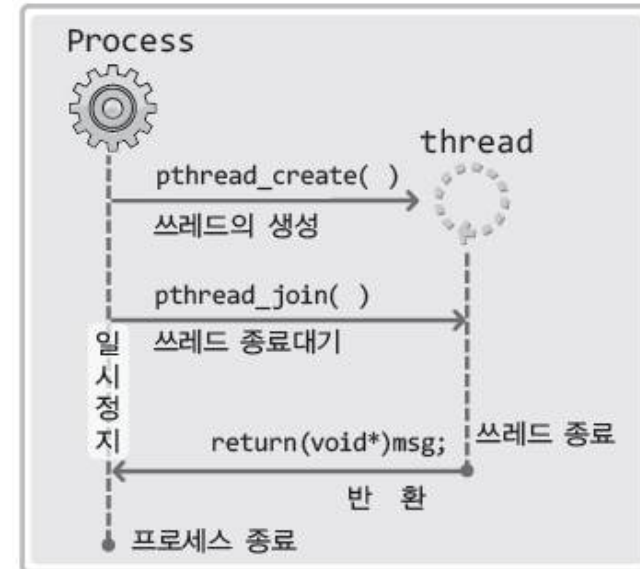 Process
thread
pthread_create( )
쓰레드의 생성
pthread_join( )
쓰레드 종료대기
일시정지
return(void*)msg;
쓰레드 종료
반 환
프로세스 종료